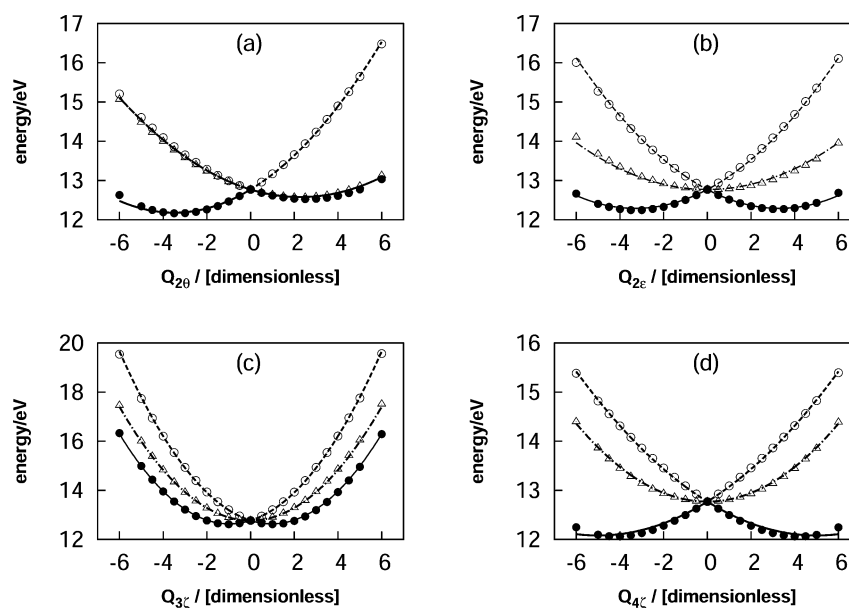 (a)
energy/eV
17
16
15
14
13
12
-6 -4 -2 0 2 4 6
Q2θ / [dimensionless]
(b)
energy/eV
17
16
15
14
13
12
-6 -4 -2 0 2 4 6
Q2ε / [dimensionless]
(c)
energy/eV
20
18
16
14
12
-6 -4 -2 0 2 4 6
Q3ζ / [dimensionless]
(d)
energy/eV
16
15
14
13
12
-6 -4 -2 0 2 4 6
Q4ζ / [dimensionless]